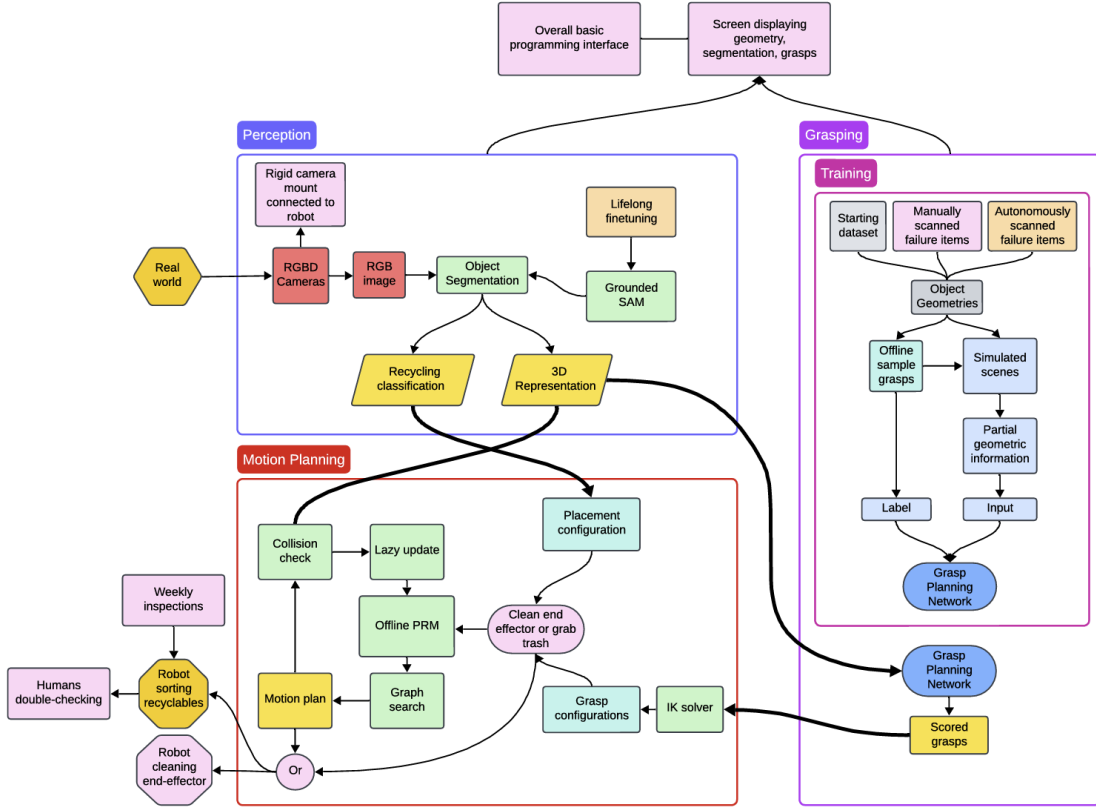 Overall basic
programming interface
Screen displaying
geometry,
segmentation, grasps
Perception
Grasping
Training
Rigid camera
mount
connected to
robot
Lifelong
finetuning
Starting
dataset
Manually
scanned
failure items
Autonomously
scanned
failure items
Real
world
RGBD
Cameras
RGB
image
Object
Segmentation
Grounded
SAM
Object
Geometries
Offline
sample
grasps
Simulated
scenes
Recycling
classification
3D
Representation
Partial
geometric
information
Motion Planning
Label
Input
Placement
configuration
Collision
check
Lazy update
Grasp
Planning
Network
Weekly
inspections
Offline PRM
Clean end
effector or grab
trash
Grasp
Planning
Network
Humans
double-checking
Robot
sorting
recyclables
Motion plan
Graph
search
Grasp
configurations
IK solver
Scored
grasps
Robot
cleaning
end-effector
Or